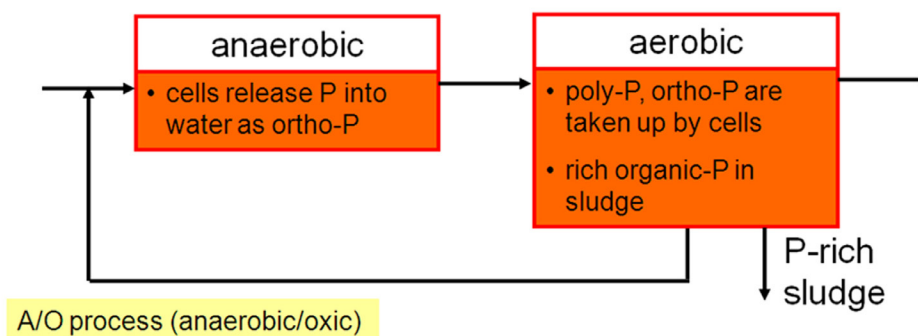 anaerobic
• cells release P into
water as ortho-P
aerobic
• poly-P, ortho-P are
taken up by cells
• rich organic-P in
sludge
P-rich
sludge
A/O process (anaerobic/oxic)